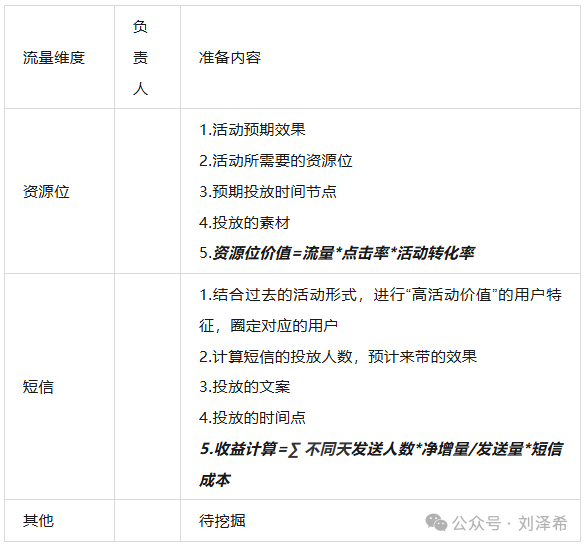 流量维度
负
责
人
准备内容
资源位
1.活动预期效果
2.活动所需要的资源位
3.预期投放时间节点
4.投放的素材
5.资源位价值=流量*点击率*活动转化率
短信
1.结合过去的活动形式，进行“高活动价值”的用户特
征，圈定对应的用户
2.计算短信的投放人数，预计来带的效果
3.投放的文案
4.投放的时间点
5.收益计算=∑ 不同天发送人数*净增量/发送量*短信
成本
其他
待挖掘
公众号 · 刘泽希